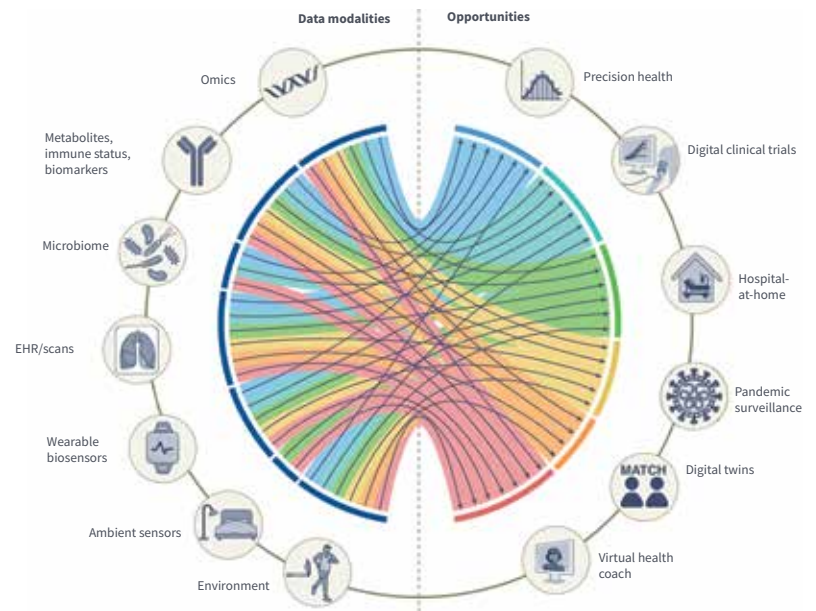 Data modalities
Opportunities
Omics
Metabolites,
immune status,
biomarkers
Microbiome
EHR/scans
Wearable
biosensors
Ambient sensors
Environment
Precision health
Digital clinical trials
Hospital-
at-home
Pandemic
surveillance
MATCH
Digital twins
Virtual health
coach